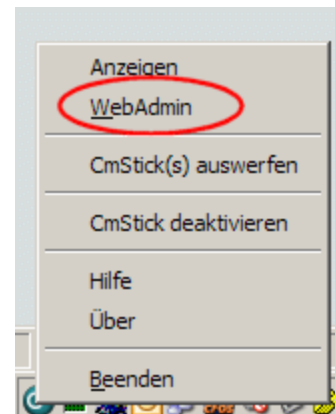 Anzeigen
WebAdmin
CmStick(s) auswerfen
CmStick deaktivieren
Hilfe
Über
Beenden